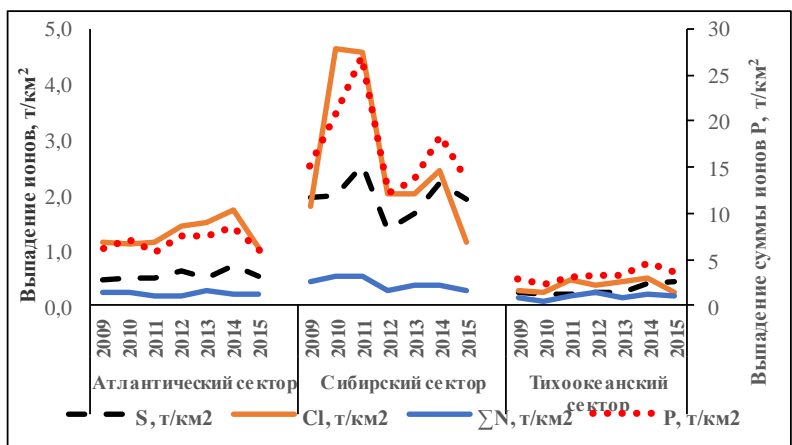 Выпадение ионов, т/км²
5,0
4,0
3,0
2,0
1,0
0,0
30
25
20
15
10
5
0
Выпадение суммы ионов P, т/км²
2009 2010 2011 2012 2013 2014 2015
2009 2010 2011 2012 2013 2014 2015
2009 2010 2011 2012 2013 2014 2015
Атлантический сектор
Сибирский сектор
Тихоокеанский
сектор
S, т/км2
Cl, т/км2
∑N, т/км2
P, т/км2